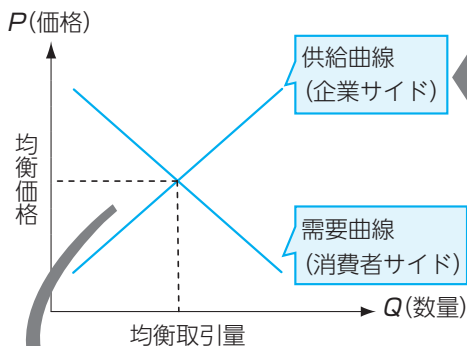 P(価格)
供給曲線
(企業サイド)
均衡価格
需要曲線
(消費者サイド)
Q(数量)
均衡取引量